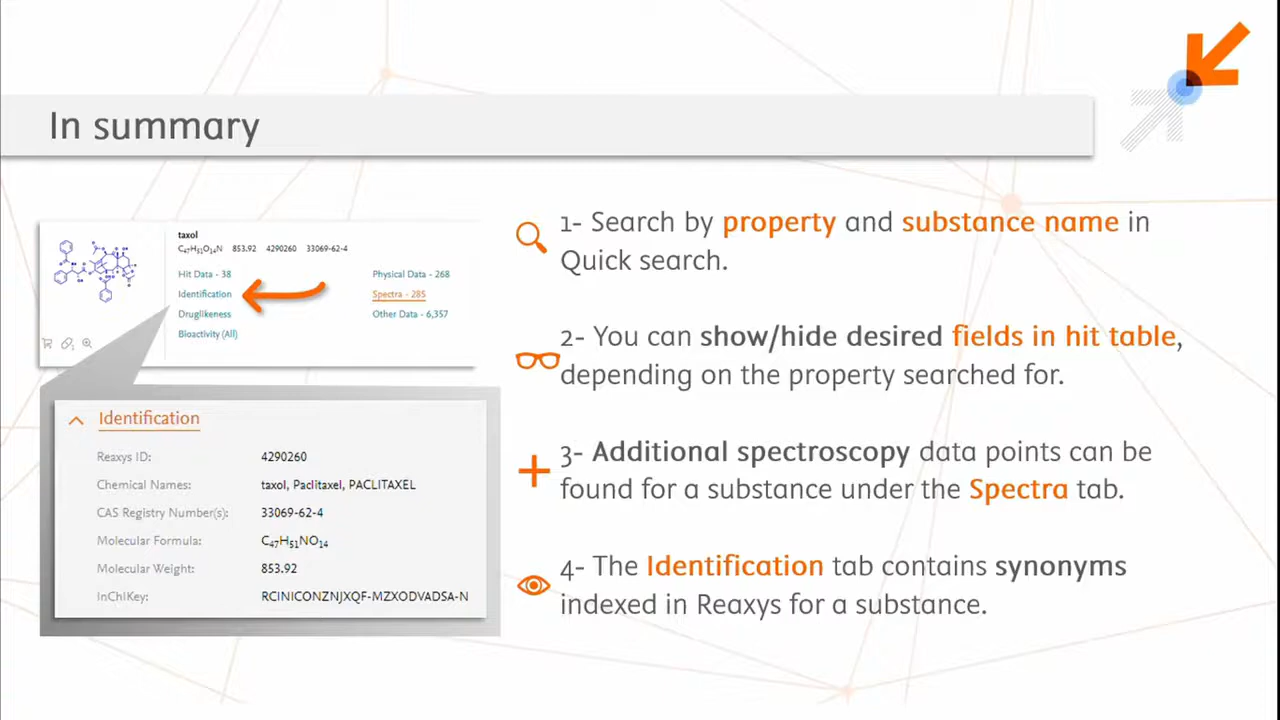 In summary
taxol
C47H51O14N 853.92 4290260 33069-62-4
Hit Data - 38
Physical Data - 268
Identification
Spectra - 285
Druglikeness
Other Data - 6,357
Bioactivity (All)
Identification
Reaxys ID: 4290260
Chemical Names: taxol, Paclitaxel, PACLITAXEL
CAS Registry Number(s): 33069-62-4
Molecular Formula: C47H51NO14
Molecular Weight: 853.92
InChIKey: RCINICONZNJXQF-MZXODVADSA-N
1- Search by property and substance name in
Quick search.
2- You can show/hide desired fields in hit table,
depending on the property searched for.
3- Additional spectroscopy data points can be
found for a substance under the Spectra tab.
4- The Identification tab contains synonyms
indexed in Reaxys for a substance.